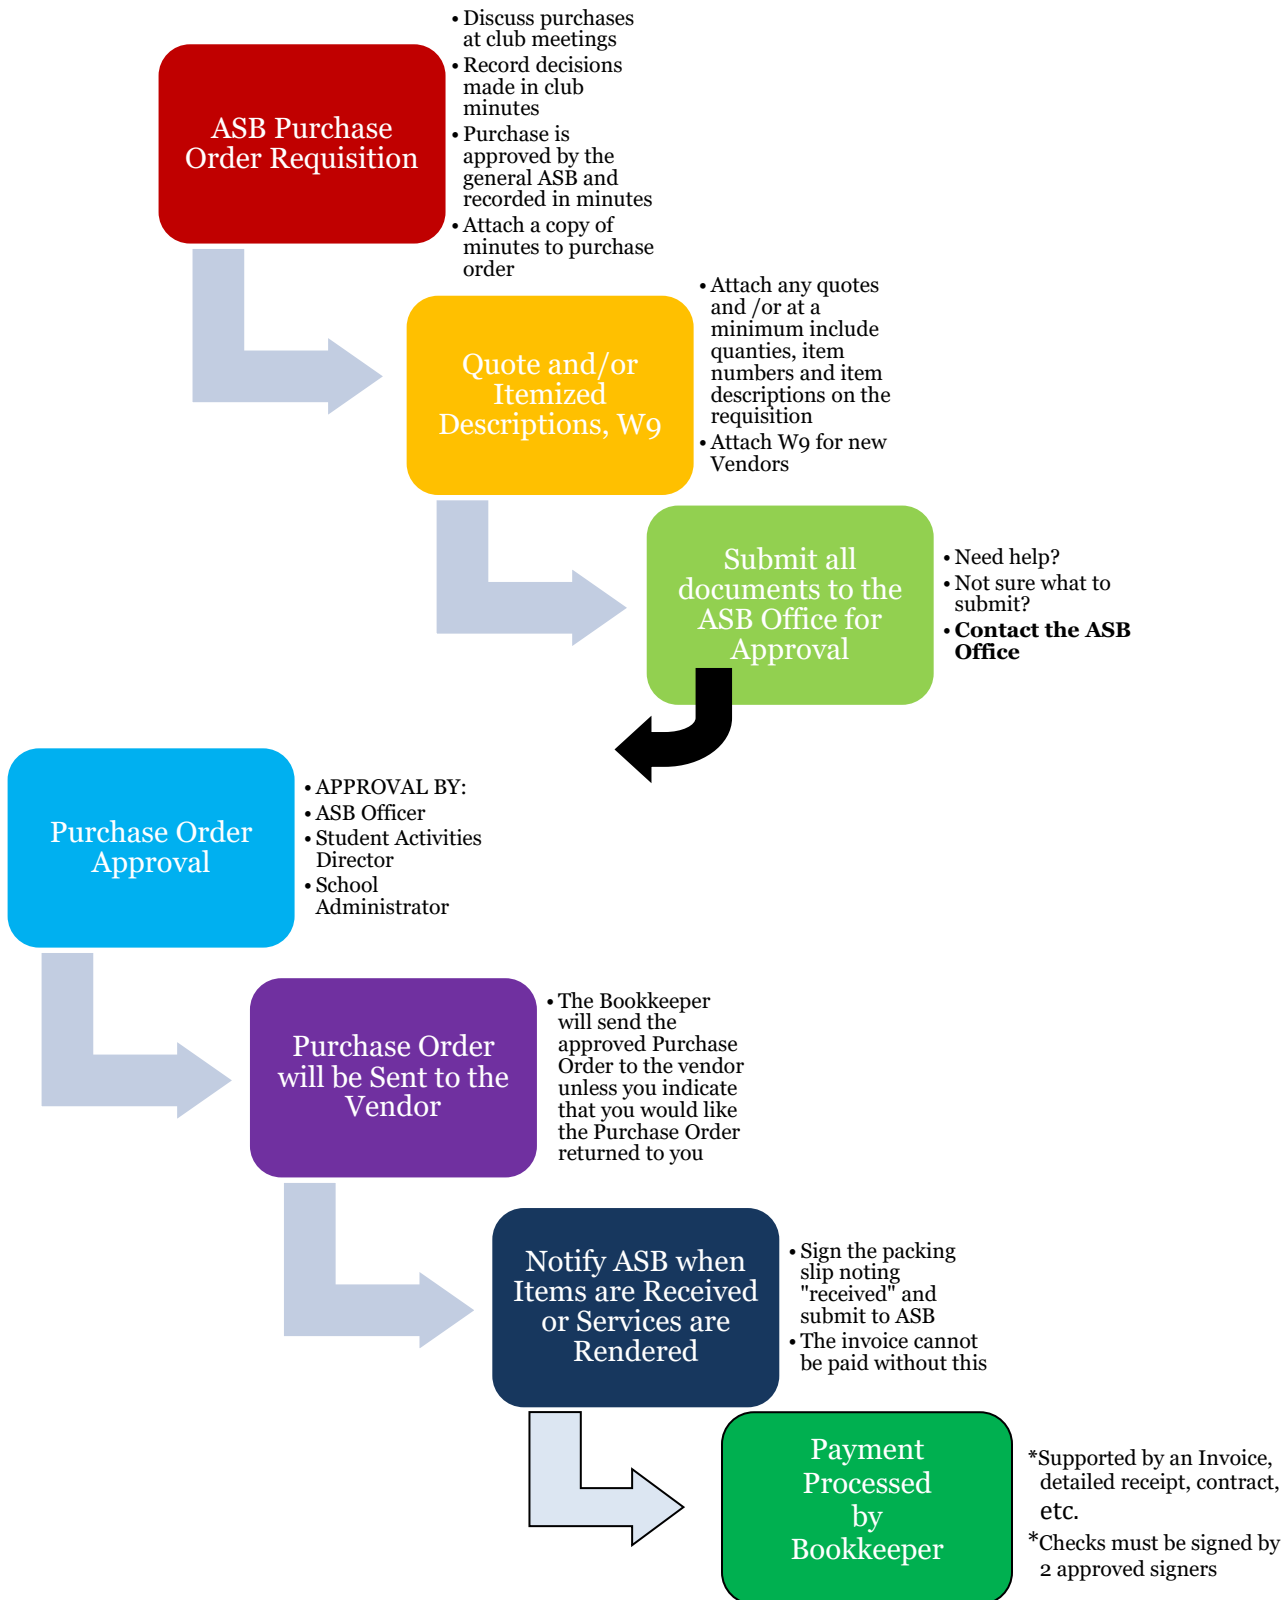 ASB Purchase
Order Requisition
• Discuss purchases
at club meetings
• Record decisions
made in club
minutes
• Purchase is
approved by the
general ASB and
recorded in minutes
• Attach a copy of
minutes to purchase
order
Quote and/or
Itemized
Descriptions, W9
• Attach any quotes
and /or at a
minimum include
quanties, item
numbers and item
descriptions on the
requisition
• Attach W9 for new
Vendors
Submit all
documents to the
ASB Office for
Approval
• Need help?
• Not sure what to
submit?
• Contact the ASB
Office
Purchase Order
Approval
• APPROVAL BY:
• ASB Officer
• Student Activities
Director
• School
Administrator
Purchase Order
will be Sent to the
Vendor
• The Bookkeeper
will send the
approved Purchase
Order to the vendor
unless you indicate
that you would like
the Purchase Order
returned to you
Notify ASB when
Items are Received
or Services are
Rendered
• Sign the packing
slip noting
"received" and
submit to ASB
• The invoice cannot
be paid without this
Payment
Processed
by
Bookkeeper
*Supported by an Invoice,
detailed receipt, contract,
etc.
*Checks must be signed by
2 approved signers